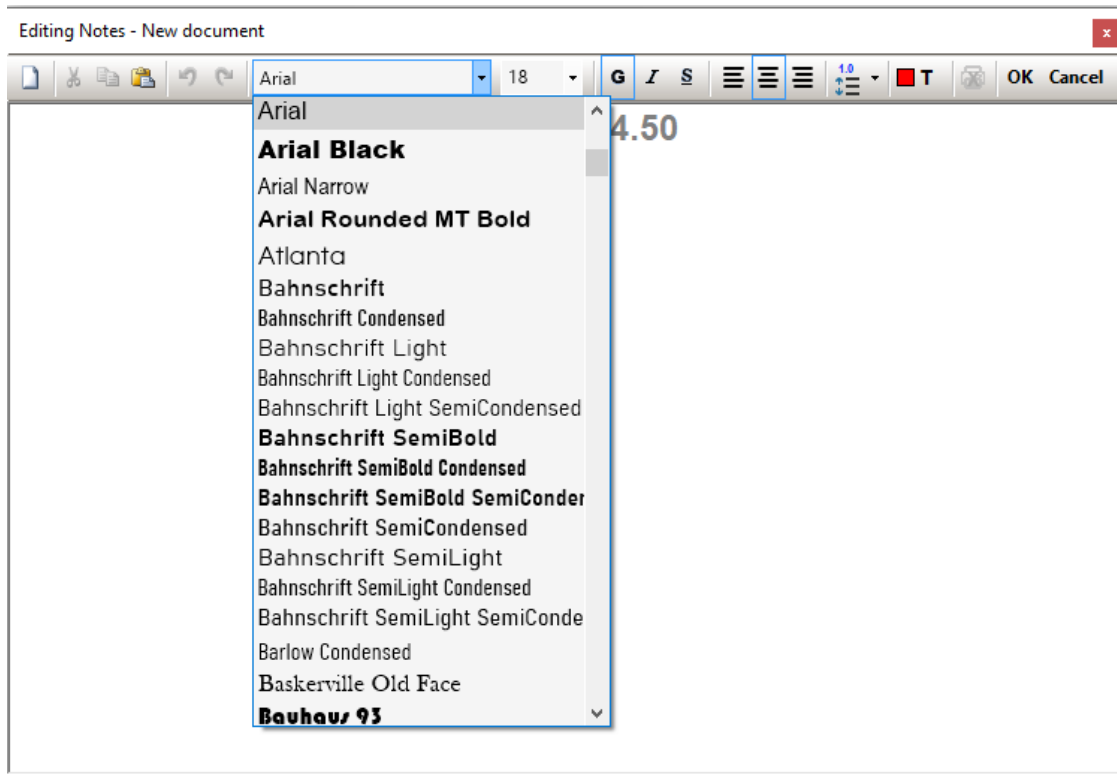 Editing Notes - New document
x
Arial 18 G I S 1.0 T OK Cancel
4.50
Arial
Arial Black
Arial Narrow
Arial Rounded MT Bold
Atlanta
Bahnschrift
Bahnschrift Condensed
Bahnschrift Light
Bahnschrift Light Condensed
Bahnschrift Light SemiCondensed
Bahnschrift SemiBold
Bahnschrift SemiBold Condensed
Bahnschrift SemiBold SemiConder
Bahnschrift SemiCondensed
Bahnschrift SemiLight
Bahnschrift SemiLight Condensed
Bahnschrift SemiLight SemiConde
Barlow Condensed
Baskerville Old Face
Bauhaus 93